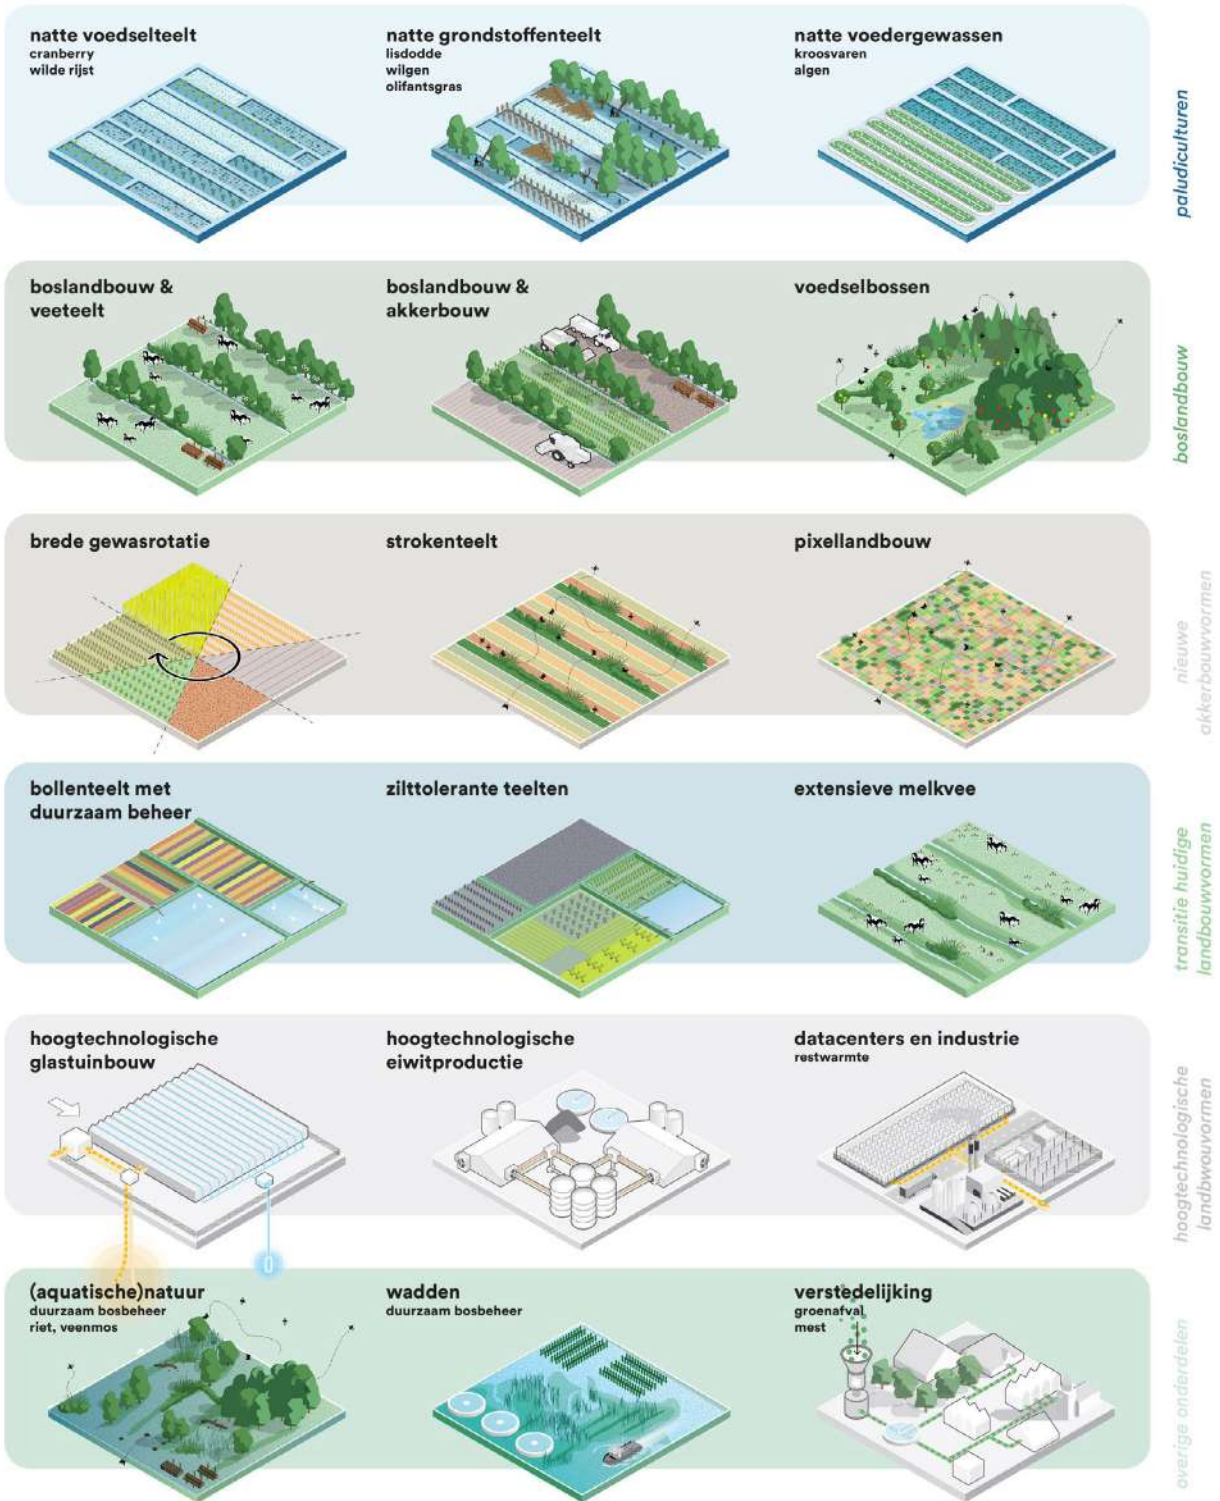 natte voedselteelt
cranberry
wilde rijst
natte grondstoffenteelt
lisdodde
wilgen
olifantsgras
natte voedergewassen
kroosvaren
algen
paludiculturen
boslandbouw &
veeteelt
boslandbouw &
akkerbouw
voedselbossen
boslandbouw
brede gewasrotatie
strokenteelt
pixellandbouw
nieuwe
akkerbouwvormen
bollenteelt met
duurzaam beheer
zilttolerante teelten
extensieve melkvee
transitie huidige
landbouwvormen
hoogtechnologische
glastuinbouw
hoogtechnologische
eiwitproductie
datacenters en industrie
restwarmte
hoogtechnologische
landbwouvormen
(aquatische)natuur
duurzaam bosbeheer
riet, veenmos
wadden
duurzaam bosbeheer
verstedelijking
groenafval
mest
overige onderdelen